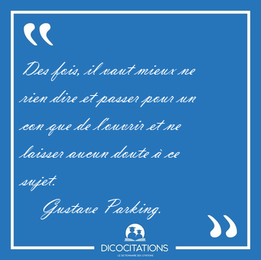 “
Des fois, il vaut mieux ne
rien dire et passer pour un
con que de l'ouvrir et ne
laisser aucun doute à ce
sujet.
Gustave Parking.
”
DICOCITATIONS